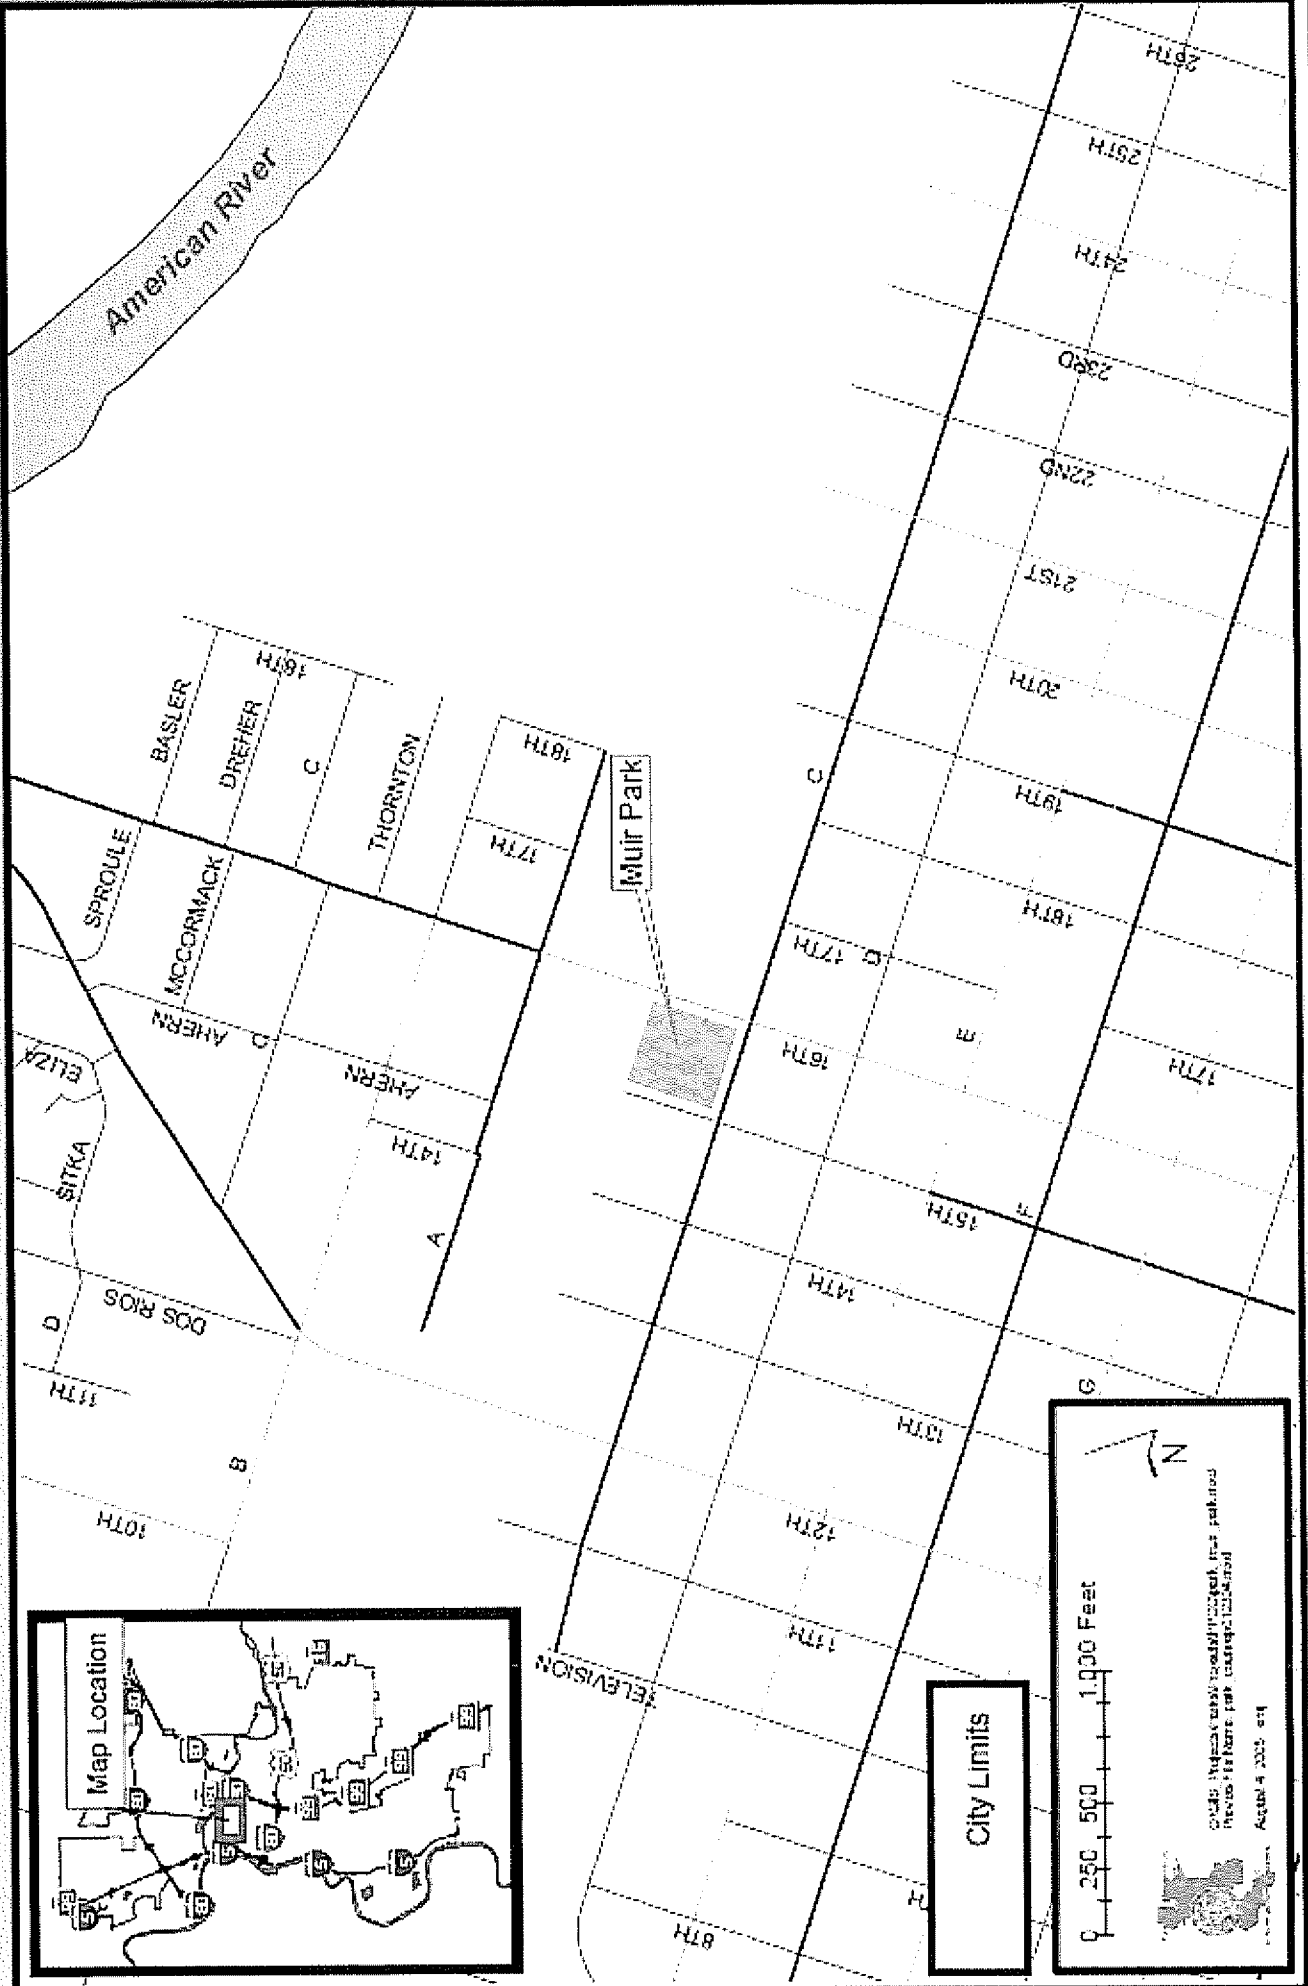 American River
26TH
25TH
24TH
23RD
22ND
21ST
20TH
19TH
18TH
17TH
16TH
15TH
14TH
13TH
12TH
11TH
8TH
TELEVISION
C
D
E
F
G
17TH
Muir Park
BASLER
DREHER
C
THORNTON
18TH
18TH
17TH
SPROULE
MCCORMACK
AHERN
C
AHERN
14TH
A
ELIZA
SITKA
DOS RIOS
D
11TH
B
10TH
Map Location
City Limits
0 250 500 1,000 Feet
N